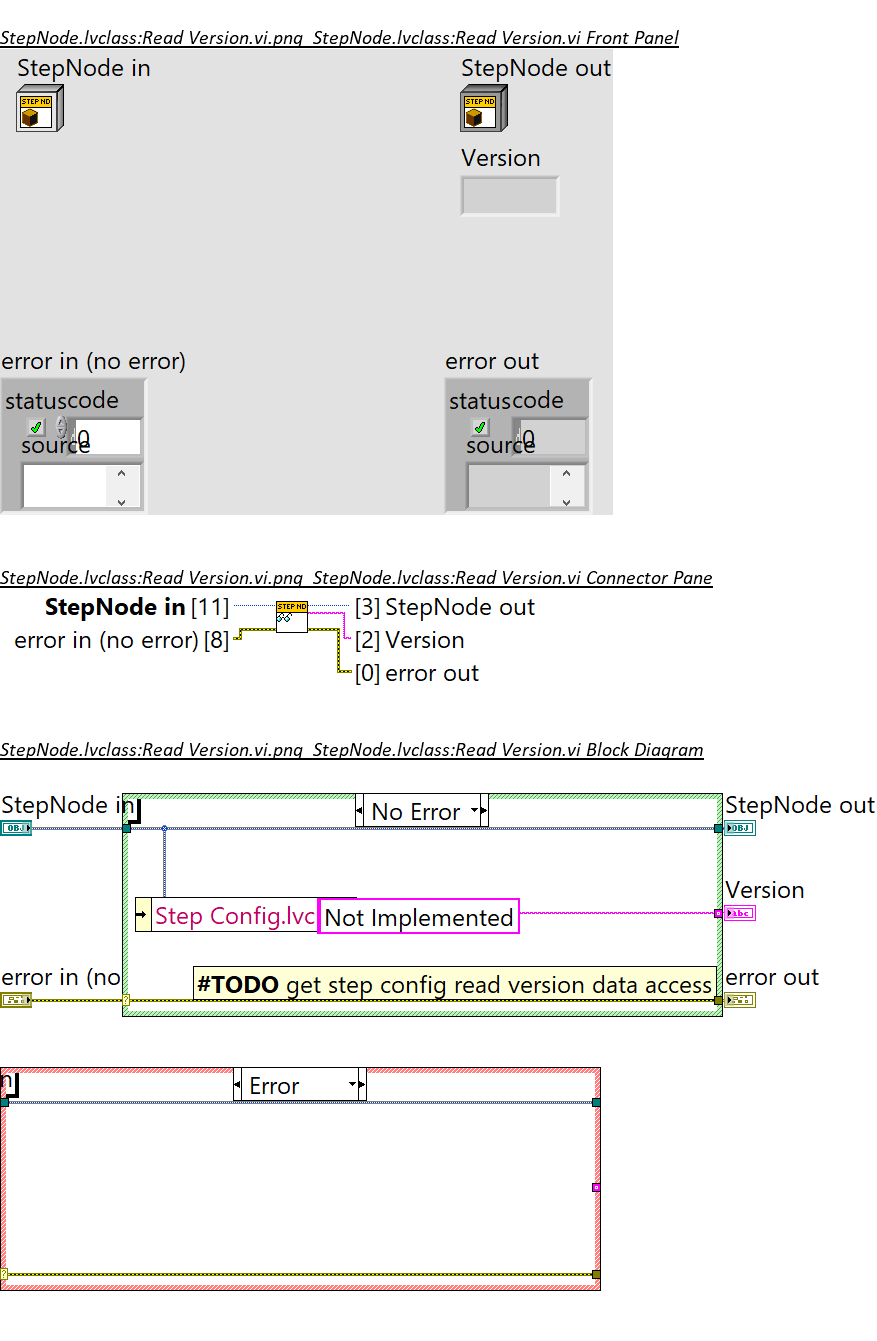 StepNode.lvclass:Read Version.vi.png StepNode.lvclass:Read Version.vi Front Panel
StepNode in
StepNode out
STEP ND
STEP ND
Version
error in (no error)
error out
status code
status code
0
0
source
source
StepNode.lvclass:Read Version.vi.png StepNode.lvclass:Read Version.vi Connector Pane
StepNode in [11]
STEP ND
[3] StepNode out
error in (no error) [8]
[2] Version
[0] error out
StepNode.lvclass:Read Version.vi.png StepNode.lvclass:Read Version.vi Block Diagram
StepNode in
No Error
StepNode out
OBJ
OBJ
Version
Step Config.lvc
Not Implemented
abc
error in (no
#TODO get step config read version data access
error out
?
n
Error
?